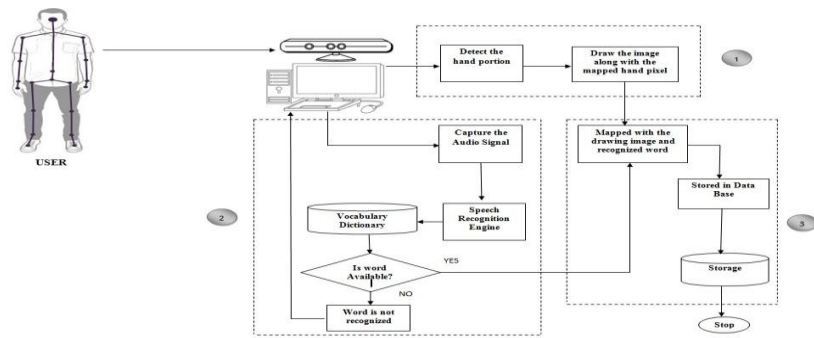 USER
Detect the
hand portion
Draw the image
along with the
mapped hand pixel
1
Capture the
Audio Signal
Mapped with the
drawing image and
recognized word
Stored in Data
Base
2
Vocabulary
Dictionary
Speech
Recognition
Engine
3
Is word
Available?
YES
Storage
NO
Word is not
recognized
Stop